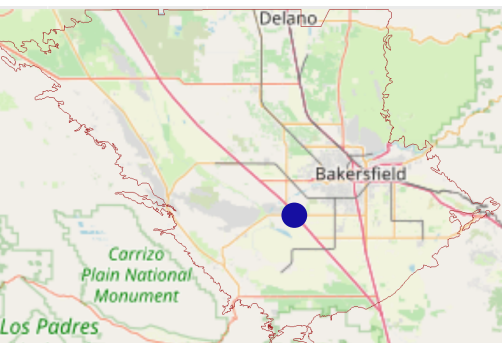 Delano
Bakersfield
Carrizo
Plain National
Monument
Los Padres